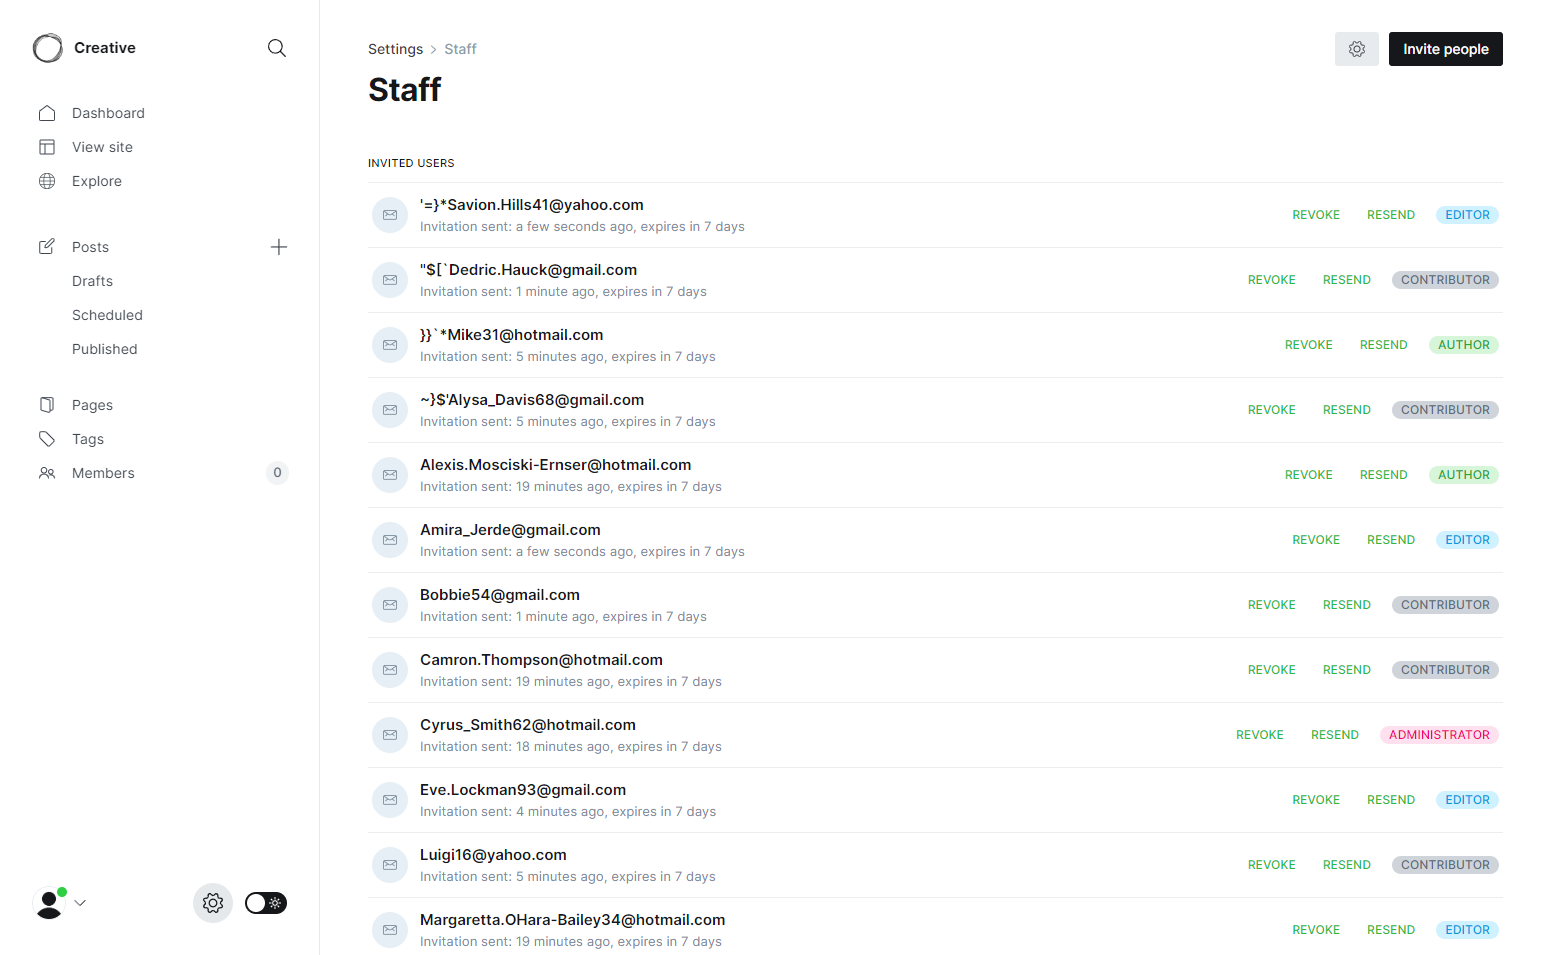 Creative
Dashboard
View site
Explore
Posts
Drafts
Scheduled
Published
Pages
Tags
Members 0
Settings > Staff
Staff
Invite people
INVITED USERS
'=}*Savion.Hills41@yahoo.com
Invitation sent: a few seconds ago, expires in 7 days
REVOKE RESEND EDITOR
"$[`Dedric.Hauck@gmail.com
Invitation sent: 1 minute ago, expires in 7 days
REVOKE RESEND CONTRIBUTOR
}}`*Mike31@hotmail.com
Invitation sent: 5 minutes ago, expires in 7 days
REVOKE RESEND AUTHOR
~}$'Alysa_Davis68@gmail.com
Invitation sent: 5 minutes ago, expires in 7 days
REVOKE RESEND CONTRIBUTOR
Alexis.Mosciski-Ernser@hotmail.com
Invitation sent: 19 minutes ago, expires in 7 days
REVOKE RESEND AUTHOR
Amira_Jerde@gmail.com
Invitation sent: a few seconds ago, expires in 7 days
REVOKE RESEND EDITOR
Bobbie54@gmail.com
Invitation sent: 1 minute ago, expires in 7 days
REVOKE RESEND CONTRIBUTOR
Camron.Thompson@hotmail.com
Invitation sent: 19 minutes ago, expires in 7 days
REVOKE RESEND CONTRIBUTOR
Cyrus_Smith62@hotmail.com
Invitation sent: 18 minutes ago, expires in 7 days
REVOKE RESEND ADMINISTRATOR
Eve.Lockman93@gmail.com
Invitation sent: 4 minutes ago, expires in 7 days
REVOKE RESEND EDITOR
Luigi16@yahoo.com
Invitation sent: 5 minutes ago, expires in 7 days
REVOKE RESEND CONTRIBUTOR
Margaretta.OHara-Bailey34@hotmail.com
Invitation sent: 19 minutes ago, expires in 7 days
REVOKE RESEND EDITOR